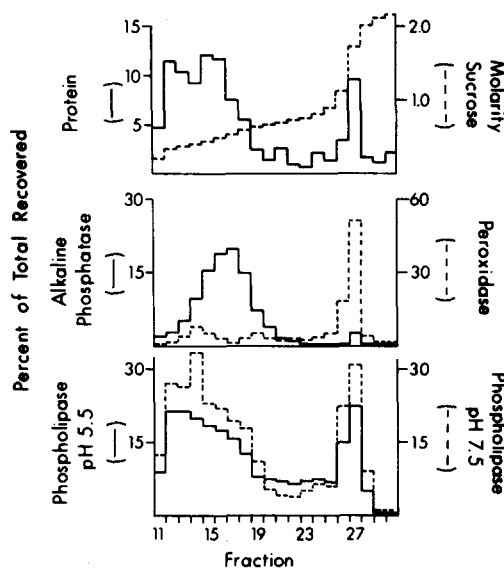 Percent of Total Recovered
Protein
(—)
15
10
5
2.0
1.0
Molarity
Sucrose
(---)
Alkaline
Phosphatase
(—)
30
15
60
30
Peroxidase
(---)
Phospholipase
pH 5.5
(—)
30
15
30
15
Phospholipase
pH 7.5
(---)
11 15 19 23 27
Fraction